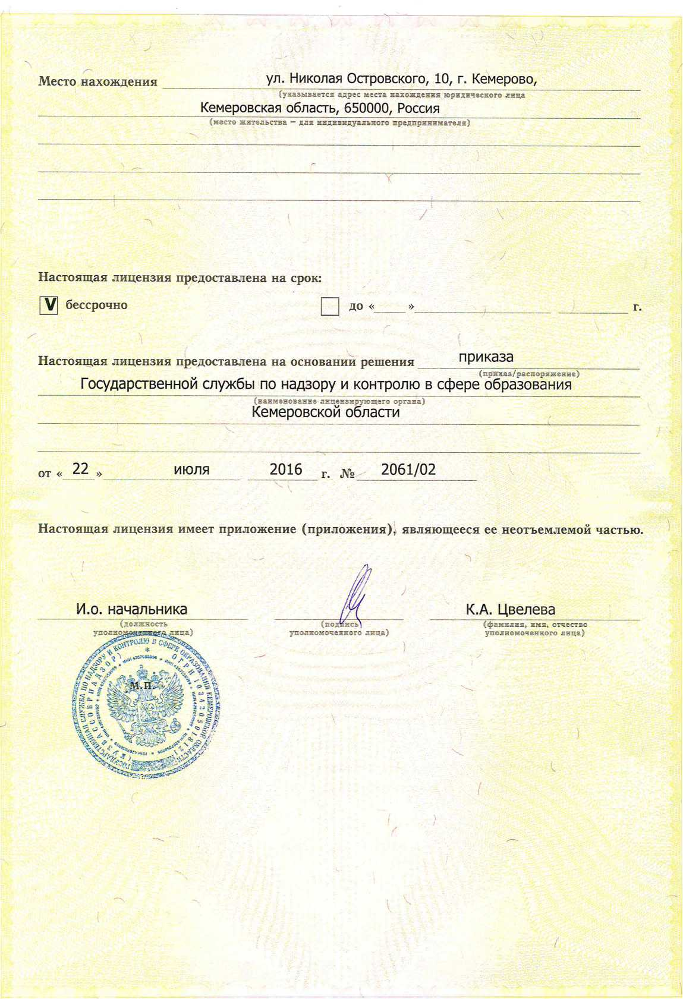 Место нахождения ул. Николая Островского, 10, г. Кемерово,
(указывается адрес места нахождения юридического лица
Кемеровская область, 650000, Россия
(место жительства – для индивидуального предпринимателя)
Настоящая лицензия предоставлена на срок:
V бессрочно до « » г.
Настоящая лицензия предоставлена на основании решения приказа
(приказ/распоряжение)
Государственной службы по надзору и контролю в сфере образования
(наименование лицензирующего органа)
Кемеровской области
от « 22 » июля 2016 г. № 2061/02
Настоящая лицензия имеет приложение (приложения), являющееся ее неотъемлемой частью.
И.о. начальника К.А. Цвелева
(должность (подпись (фамилия, имя, отчество
уполномоченного лица) уполномоченного лица) уполномоченного лица)
ГОСУДАРСТВЕННАЯ СЛУЖБА ПО НАДЗОРУ И КОНТРОЛЮ В СФЕРЕ ОБРАЗОВАНИЯ КЕМЕРОВСКОЙ ОБЛАСТИ
(КУЗБАССОБРНАДЗОР) * ОГРН 1034205018121
М.П.